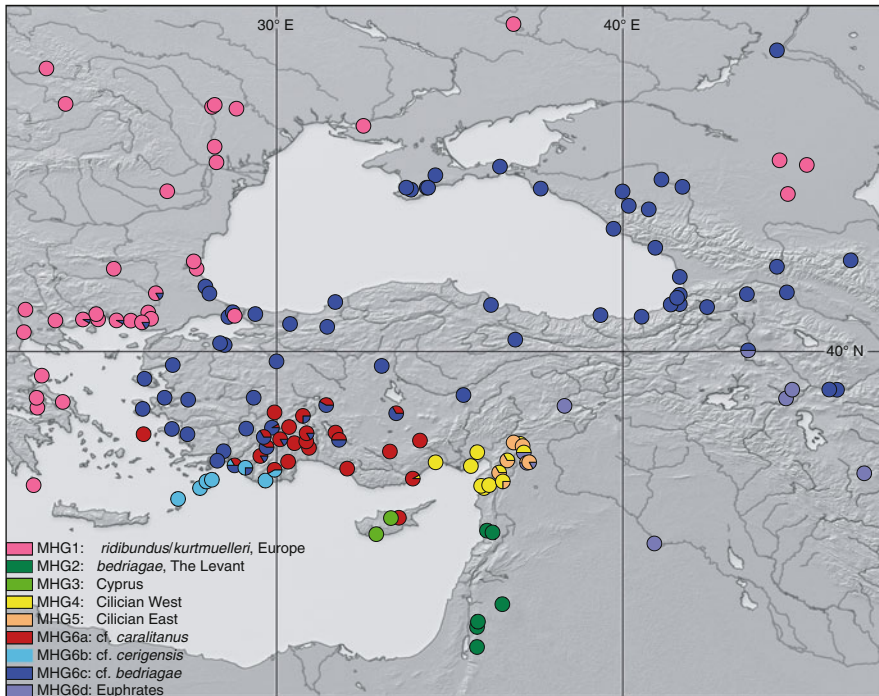 30° E 40° E
40° N
MHG1: ridibundus/kurtmuelleri, Europe
MHG2: bedriagae, The Levant
MHG3: Cyprus
MHG4: Cilician West
MHG5: Cilician East
MHG6a: cf. caralitanus
MHG6b: cf. cerigensis
MHG6c: cf. bedriagae
MHG6d: Euphrates